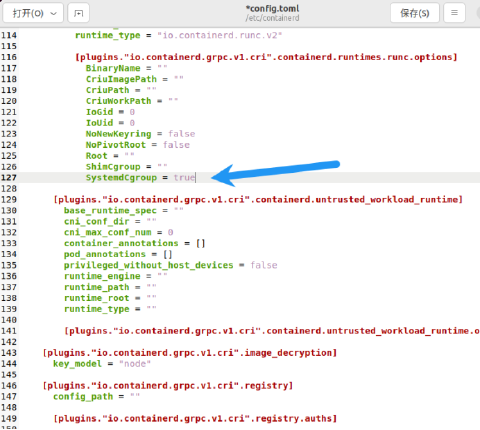 打开(O)
*config.toml
/etc/containerd
保存(S)
114 runtime_type = "io.containerd.runc.v2"
115
116 [plugins."io.containerd.grpc.v1.cri".containerd.runtimes.runc.options]
117 BinaryName = ""
118 CriuImagePath = ""
119 CriuPath = ""
120 CriuWorkPath = ""
121 IoGid = 0
122 IoUid = 0
123 NoNewKeyring = false
124 NoPivotRoot = false
125 Root = ""
126 ShimCgroup = ""
127 SystemdCgroup = true
128
129 [plugins."io.containerd.grpc.v1.cri".containerd.untrusted_workload_runtime]
130 base_runtime_spec = ""
131 cni_conf_dir = ""
132 cni_max_conf_num = 0
133 container_annotations = []
134 pod_annotations = []
135 privileged_without_host_devices = false
136 runtime_engine = ""
137 runtime_path = ""
138 runtime_root = ""
139 runtime_type = ""
140
141 [plugins."io.containerd.grpc.v1.cri".containerd.untrusted_workload_runtime.o
142
143 [plugins."io.containerd.grpc.v1.cri".image_decryption]
144 key_model = "node"
145
146 [plugins."io.containerd.grpc.v1.cri".registry]
147 config_path = ""
148
149 [plugins."io.containerd.grpc.v1.cri".registry.auths]